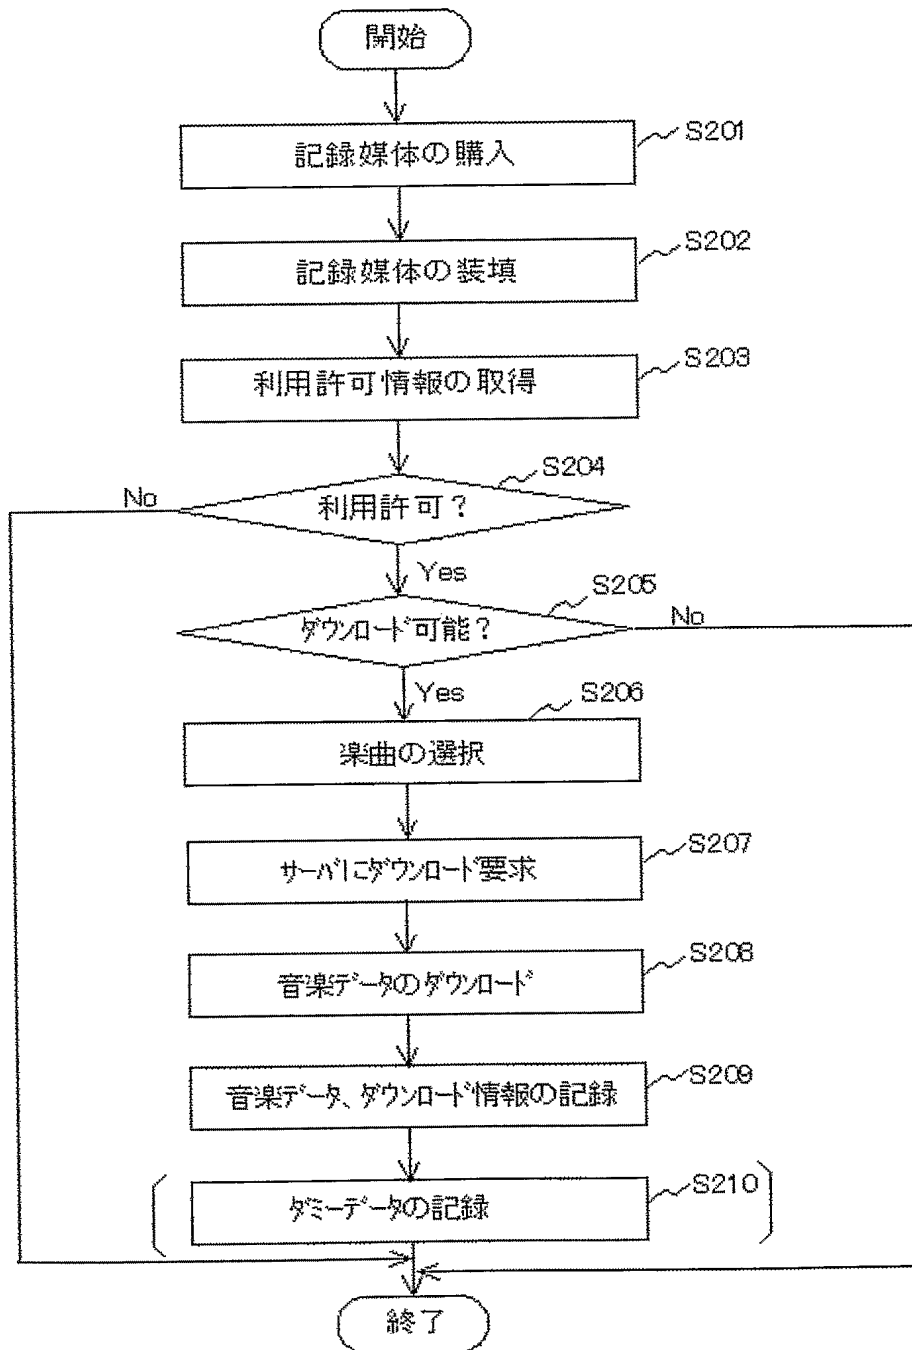 開始
記録媒体の購入
S201
記録媒体の装填
S202
利用許可情報の取得
S203
利用許可?
S204
No
Yes
ダウンロード可能?
S205
No
Yes
楽曲の選択
S206
サーバにダウンロード要求
S207
音楽データのダウンロード
S208
音楽データ、ダウンロード情報の記録
S209
ダミーデータの記録
S210
終了